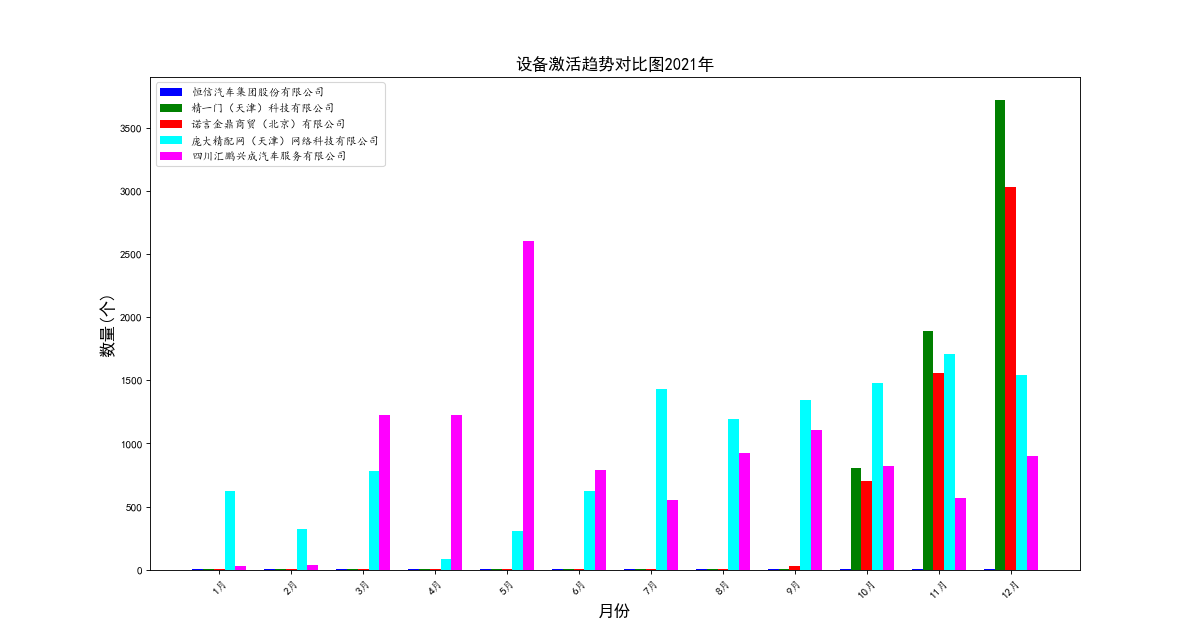 设备激活趋势对比图2021年
恒信汽车集团股份有限公司
精一门（天津）科技有限公司
诺言金鼎商贸（北京）有限公司
庞大精配网（天津）网络科技有限公司
四川汇鹏兴成汽车服务有限公司
数量(个)
3500
3000
2500
2000
1500
1000
500
0
1月 2月 3月 4月 5月 6月 7月 8月 9月 10月 11月 12月
月份